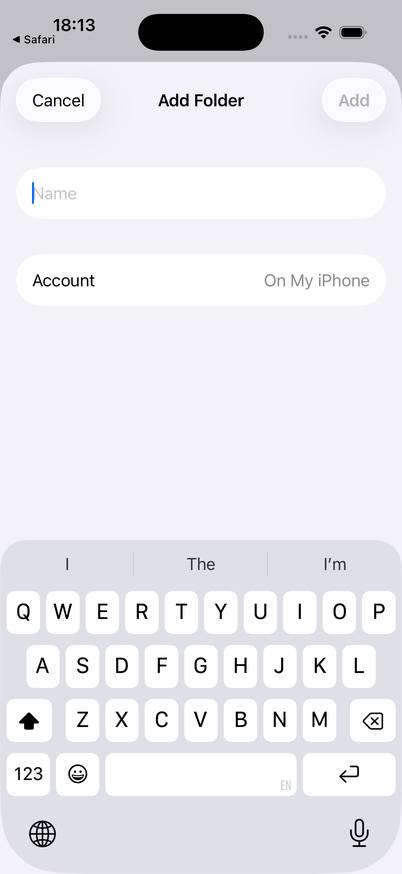 18:13
◀ Safari
Cancel Add Folder Add
Name
Account On My iPhone
I The I'm
Q W E R T Y U I O P
A S D F G H J K L
Z X C V B N M
123 EN